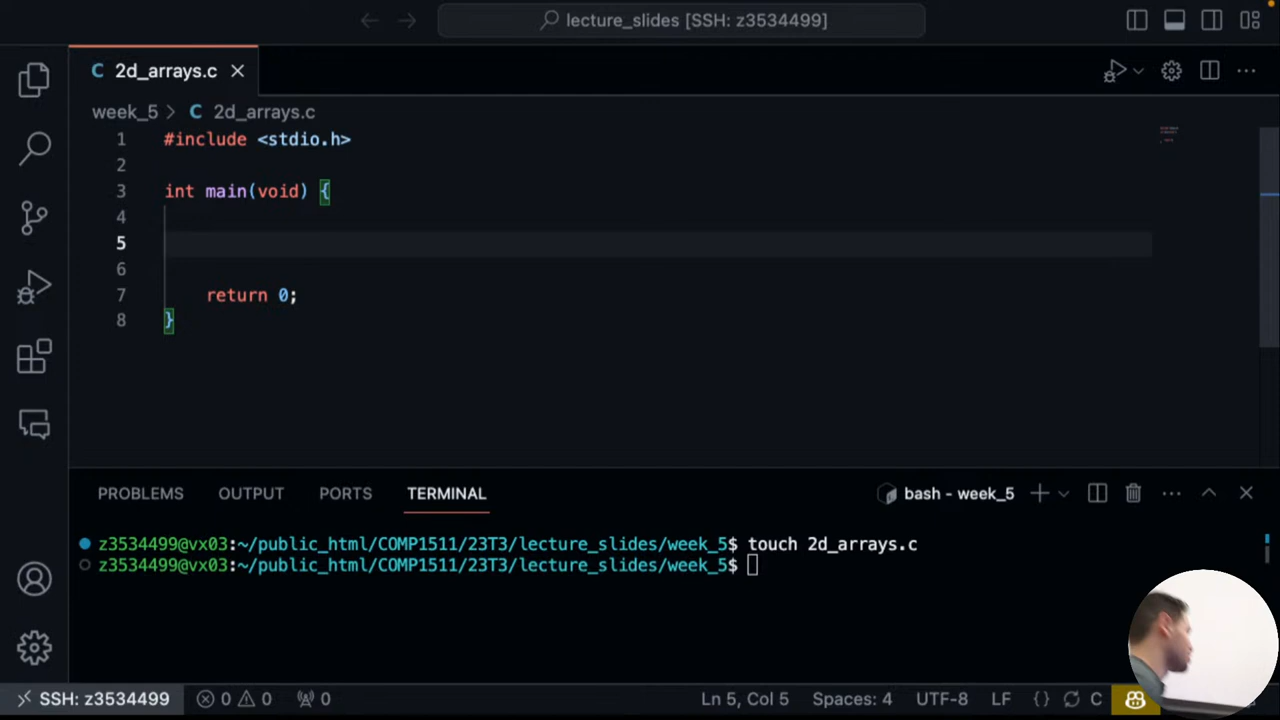 lecture_slides [SSH: z3534499]
C 2d_arrays.c
week_5 > C 2d_arrays.c
1 #include <stdio.h>
2
3 int main(void) {
4
5
6
7 return 0;
8 }
PROBLEMS OUTPUT PORTS TERMINAL bash - week_5
z3534499@vx03:~/public_html/COMP1511/23T3/lecture_slides/week_5$ touch 2d_arrays.c
z3534499@vx03:~/public_html/COMP1511/23T3/lecture_slides/week_5$
SSH: z3534499 0 0 0 Ln 5, Col 5 Spaces: 4 UTF-8 LF {} C